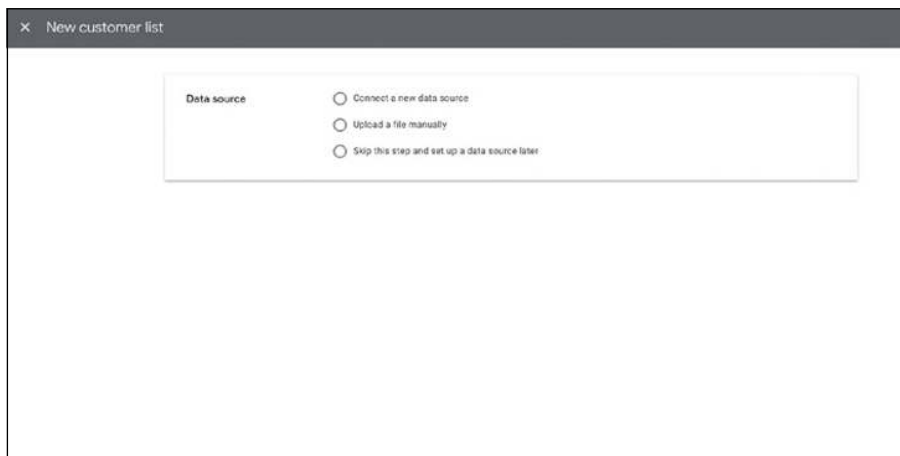 New customer list
Data source
Connect a new data source
Upload a file manually
Skip this step and set up a data source later